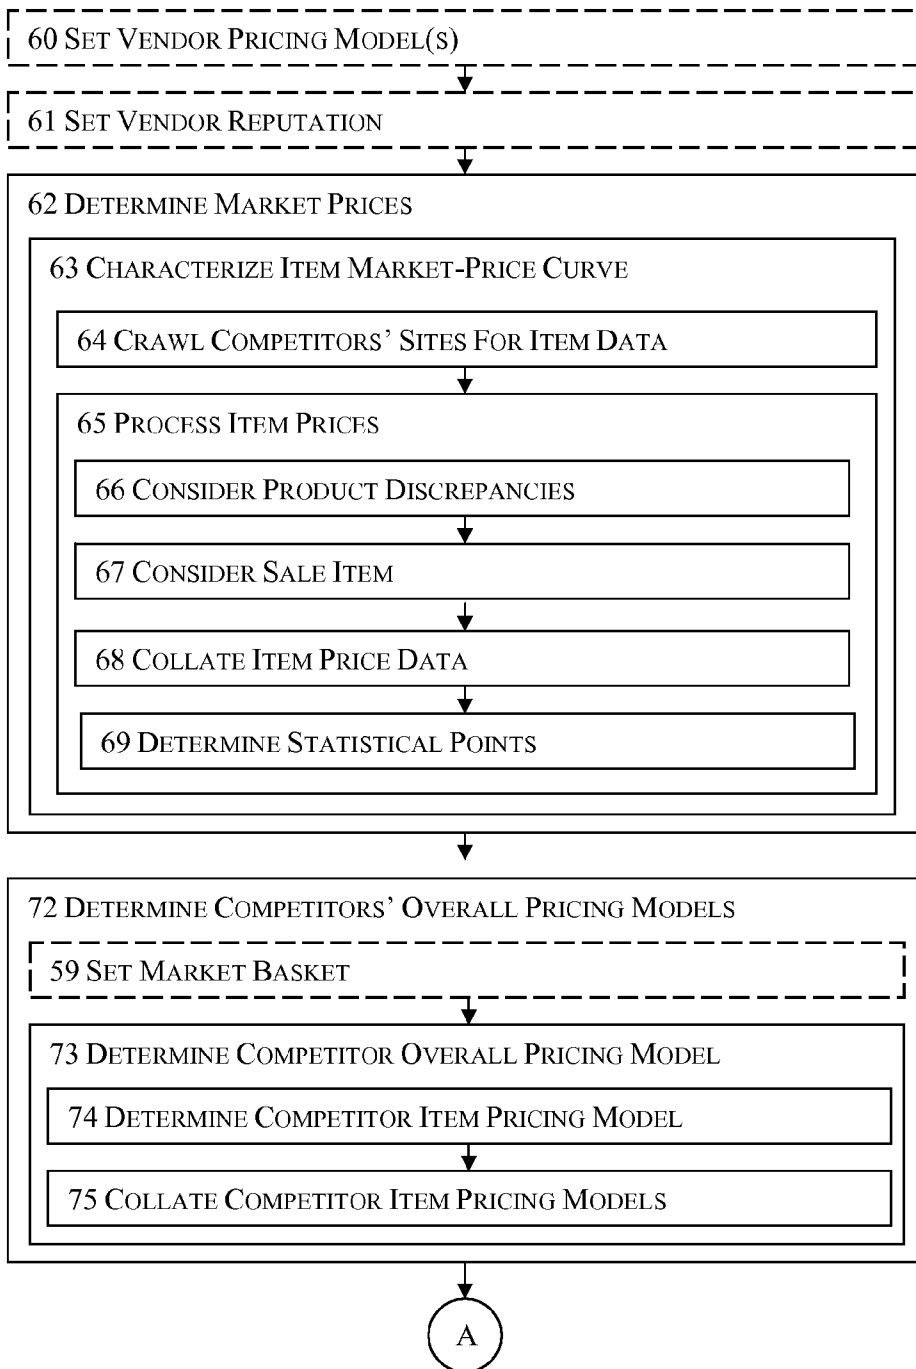 60 Set Vendor Pricing Model(s)
61 Set Vendor Reputation
62 Determine Market Prices
63 Characterize Item Market-Price Curve
64 Crawl Competitors' Sites For Item Data
65 Process Item Prices
66 Consider Product Discrepancies
67 Consider Sale Item
68 Collate Item Price Data
69 Determine Statistical Points
72 Determine Competitors' Overall Pricing Models
59 Set Market Basket
73 Determine Competitor Overall Pricing Model
74 Determine Competitor Item Pricing Model
75 Collate Competitor Item Pricing Models
A